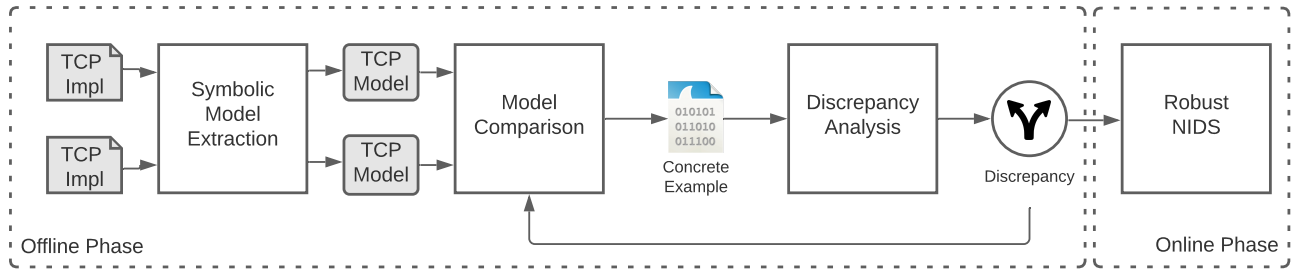 TCP
Impl
TCP
Impl
Symbolic
Model
Extraction
TCP
Model
TCP
Model
Model
Comparison
010101
011010
011100
Concrete
Example
Discrepancy
Analysis
Discrepancy
Robust
NIDS
Offline Phase
Online Phase